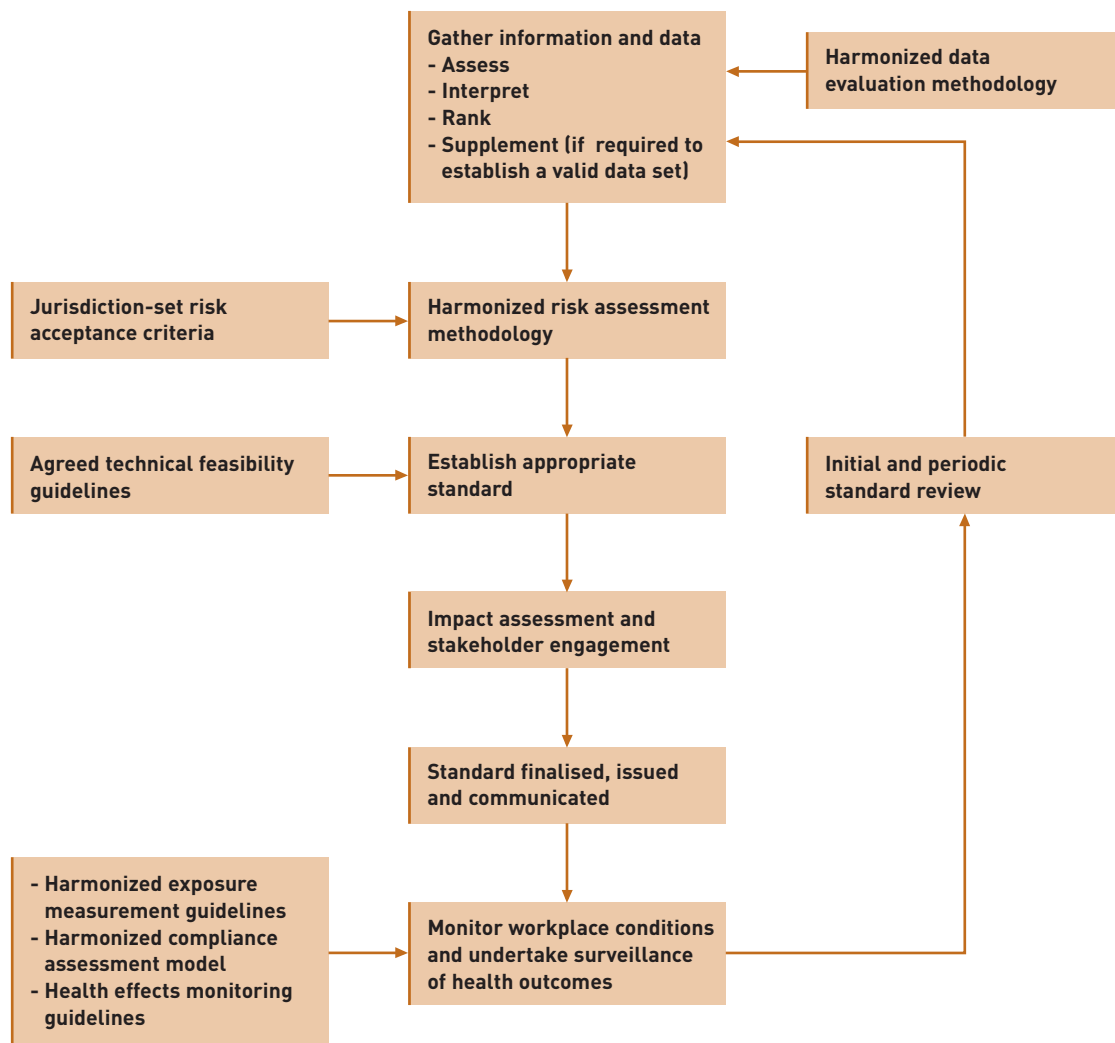 Gather information and data
- Assess
- Interpret
- Rank
- Supplement (if required to
establish a valid data set)
Harmonized data
evaluation methodology
Jurisdiction-set risk
acceptance criteria
Harmonized risk assessment
methodology
Agreed technical feasibility
guidelines
Establish appropriate
standard
Initial and periodic
standard review
Impact assessment and
stakeholder engagement
Standard finalised, issued
and communicated
- Harmonized exposure
measurement guidelines
- Harmonized compliance
assessment model
- Health effects monitoring
guidelines
Monitor workplace conditions
and undertake surveillance
of health outcomes